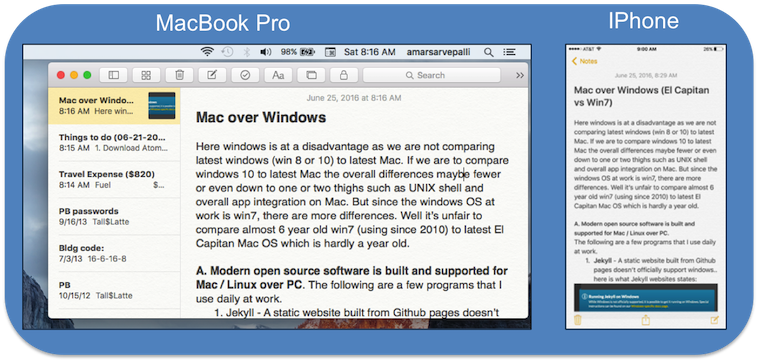 MacBook Pro
IPhone
98%
Sat 8:16 AM
amarsarvepalli
Aa
Search
Mac over Windo...
8:16 AM Here win...
Things to do (06-21-20...
8:15 AM 1. Download Atom...
Travel Expense ($820)
8:14 AM Fuel $...
PB passwords
9/16/13 Tall$Latte
Bldg code:
7/3/13 16-6-16-8
PB
10/15/12 Tall$Latte
June 25, 2016 at 8:16 AM
Mac over Windows
Here windows is at a disadvantage as we are not comparing
latest windows (win 8 or 10) to latest Mac. If we are to compare
windows 10 to latest Mac the overall differences maybe fewer
or even down to one or two thighs such as UNIX shell and
overall app integration on Mac. But since the windows OS at
work is win7, there are more differences. Well it's unfair to
compare almost 6 year old win7 (using since 2010) to latest El
Capitan Mac OS which is hardly a year old.
A. Modern open source software is built and supported for
Mac / Linux over PC. The following are a few programs that I
use daily at work.
1. Jekyll - A static website built from Github pages doesn't
AT&T
8:00 AM
26%
Notes
June 25, 2016, 8:29 AM
Mac over Windows (El Capitan
vs Win7)
Here windows is at a disadvantage as we are not
comparing latest windows (win 8 or 10) to latest
Mac. If we are to compare windows 10 to latest
Mac the overall differences maybe fewer or even
down to one or two thighs such as UNIX shell
and overall app integration on Mac. But since the
windows OS at work is win7, there are more
differences. Well it's unfair to compare almost 6
year old win7 (using since 2010) to latest El
Capitan Mac OS which is hardly a year old.
A. Modern open source software is built and
supported for Mac / Linux over PC.
The following are a few programs that I use daily
at work.
1. Jekyll - A static website built from Github
pages doesn't officially support windows..
here is what Jekyll websites states:
Running Jekyll on Windows